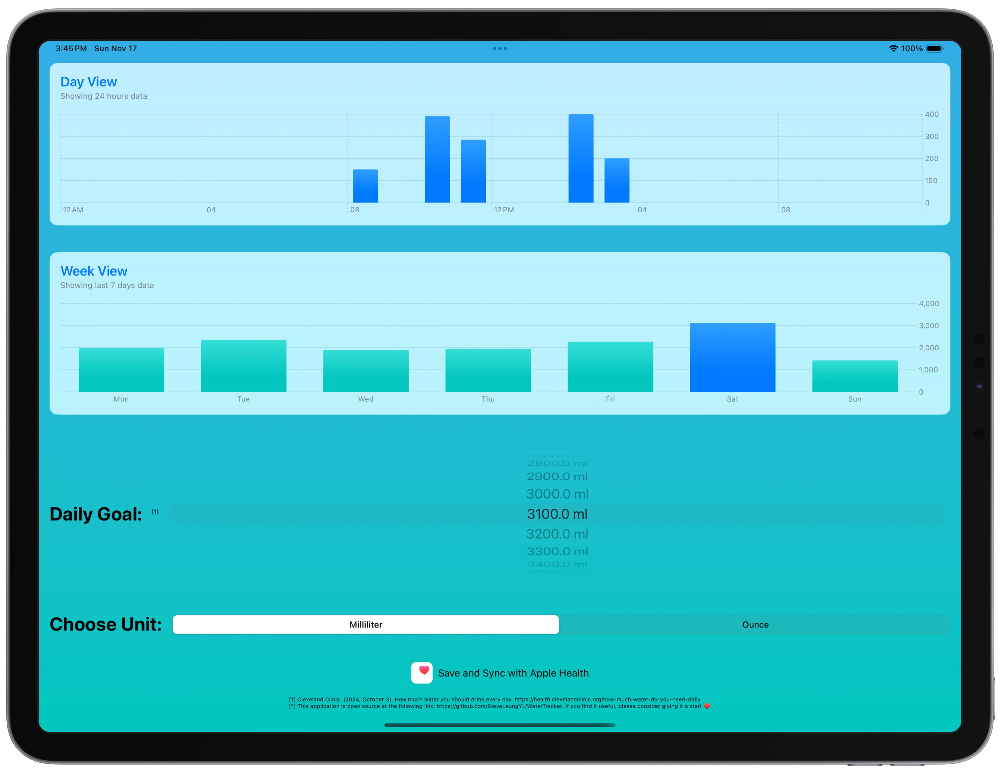 3:45 PM Sun Nov 17
100%
Day View
Showing 24 hours data
400
300
200
100
0
12 AM 04 08 12 PM 04 08
Week View
Showing last 7 days data
4,000
3,000
2,000
1,000
0
Mon Tue Wed Thu Fri Sat Sun
2800.0 ml
2900.0 ml
3000.0 ml
Daily Goal: [1] 3100.0 ml
3200.0 ml
3300.0 ml
3400.0 ml
Choose Unit: Milliliter Ounce
Save and Sync with Apple Health
[1] Cleveland Clinic. (2024, October 3). How much water you should drink every day. https://health.clevelandclinic.org/how-much-water-do-you-need-daily
[*] This application is open source at the following link: https://github.com/SteveLeungYL/WaterTracker. If you find it useful, please consider giving it a star! ❤️